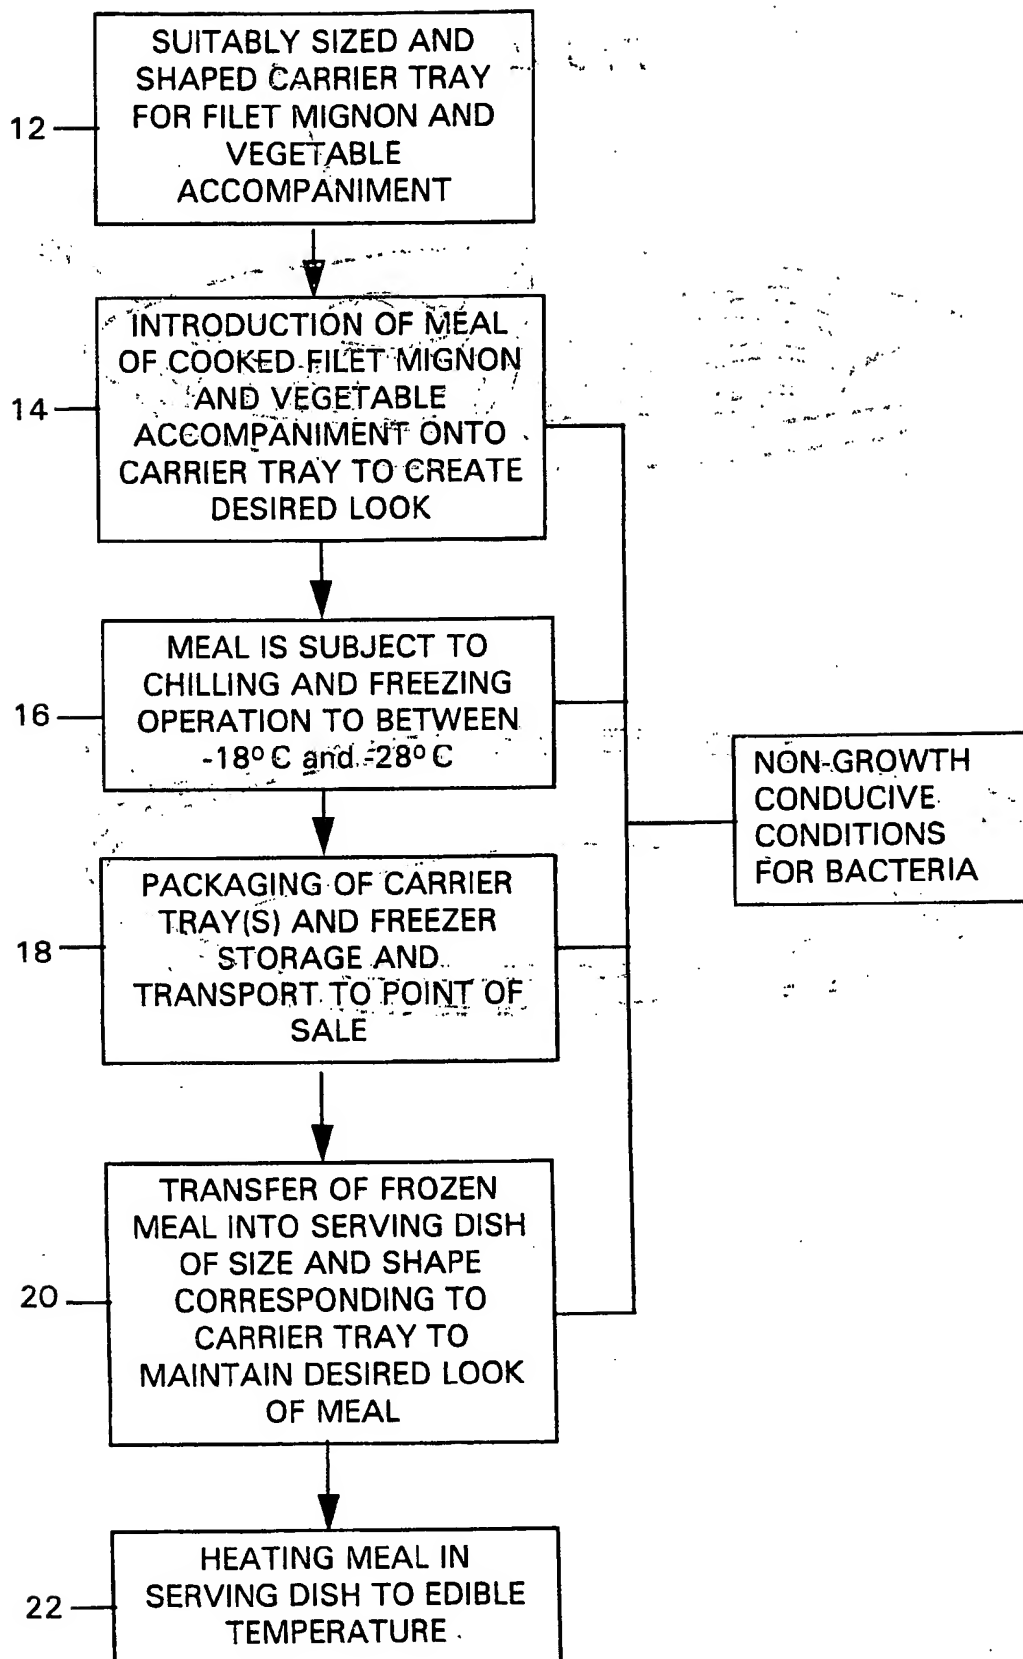 SUITABLY SIZED AND
SHAPED CARRIER TRAY
FOR FILET MIGNON AND
VEGETABLE
ACCOMPANIMENT
12
INTRODUCTION OF MEAL
OF COOKED FILET MIGNON
AND VEGETABLE
ACCOMPANIMENT ONTO
CARRIER TRAY TO CREATE
DESIRED LOOK
14
MEAL IS SUBJECT TO
CHILLING AND FREEZING
OPERATION TO BETWEEN
-18º C and -28º C
16
NON-GROWTH
CONDUCIVE
CONDITIONS
FOR BACTERIA
PACKAGING OF CARRIER
TRAY(S) AND FREEZER
STORAGE AND
TRANSPORT TO POINT OF
SALE
18
TRANSFER OF FROZEN
MEAL INTO SERVING DISH
OF SIZE AND SHAPE
CORRESPONDING TO
CARRIER TRAY TO
MAINTAIN DESIRED LOOK
OF MEAL
20
HEATING MEAL IN
SERVING DISH TO EDIBLE
TEMPERATURE
22